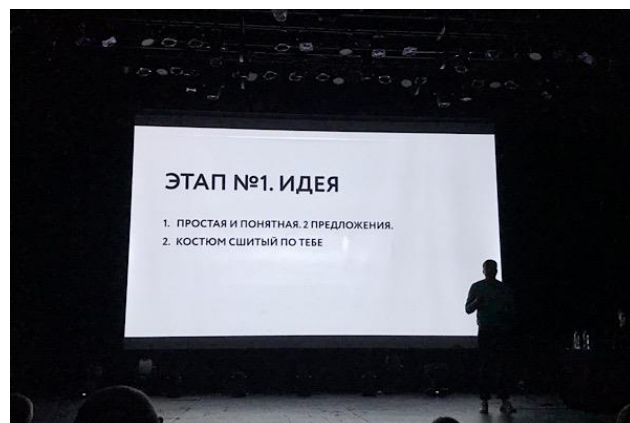 ЭТАП №1. ИДЕЯ
1. ПРОСТАЯ И ПОНЯТНАЯ. 2 ПРЕДЛОЖЕНИЯ.
2. КОСТЮМ СШИТЫЙ ПО ТЕБЕ